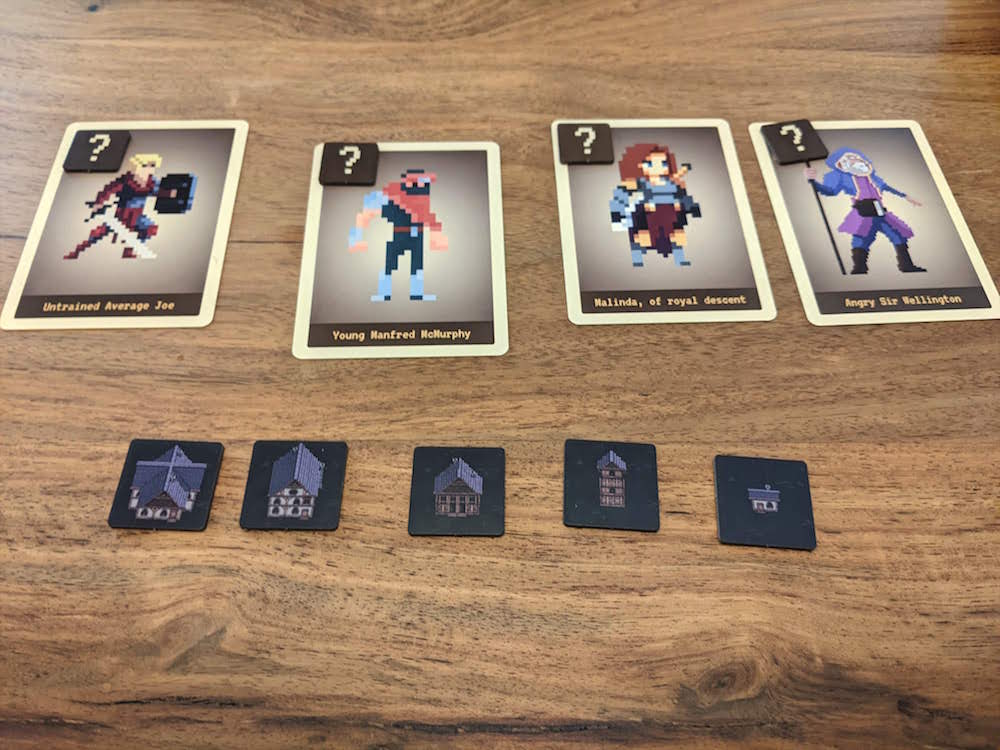 ?
?
?
?
Untrained Average Joe
Young Manfred McMurphy
Malinda, of royal descent
Angry Sir Wellington